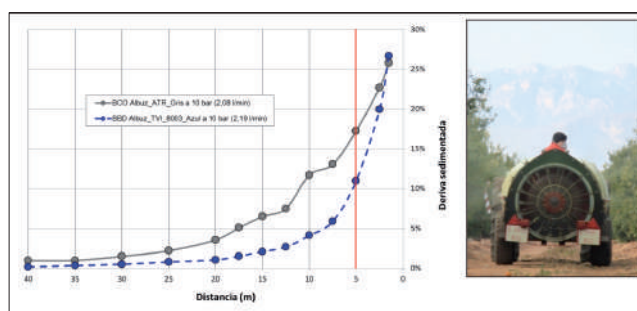 30%
25%
20%
15%
10%
5%
0%
Deriva sedimentada
BCO Albuz_ATR_Gris a 10 bar (2,08 l/min)
BBD Albuz_TVI_8003_Azul a 10 bar (2,19 l/min)
40 35 30 25 20 15 10 5 0
Distancia (m)